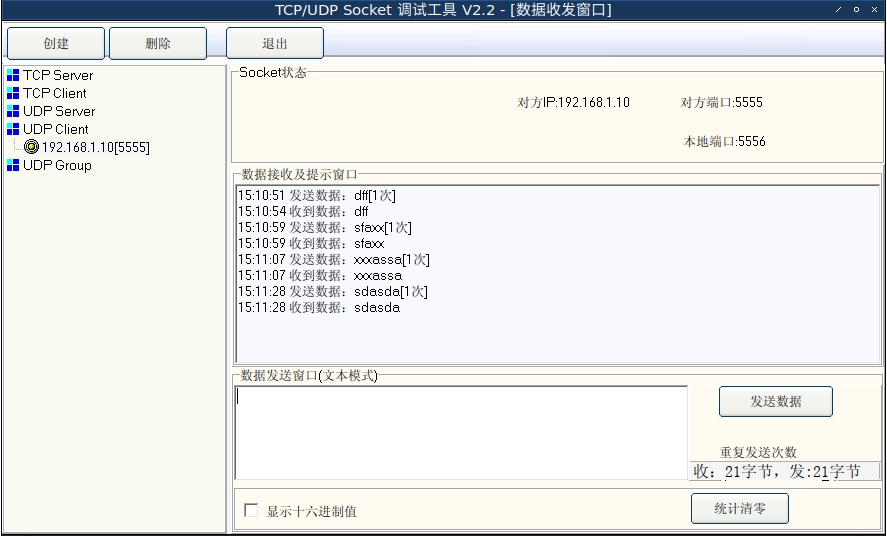 TCP/UDP Socket 调试工具 V2.2 - [数据收发窗口]
创建 删除 退出
TCP Server
TCP Client
UDP Server
UDP Client
192.168.1.10[5555]
UDP Group
Socket状态
对方IP:192.168.1.10 对方端口:5555
本地端口:5556
数据接收及提示窗口
15:10:51 发送数据：dff[1次]
15:10:54 收到数据：dff
15:10:59 发送数据：sfaxx[1次]
15:10:59 收到数据：sfaxx
15:11:07 发送数据：xxxassa[1次]
15:11:07 收到数据：xxxassa
15:11:28 发送数据：sdasda[1次]
15:11:28 收到数据：sdasda
数据发送窗口(文本模式)
发送数据
重复发送次数
收：21字节，发:21字节
显示十六进制值
统计清零